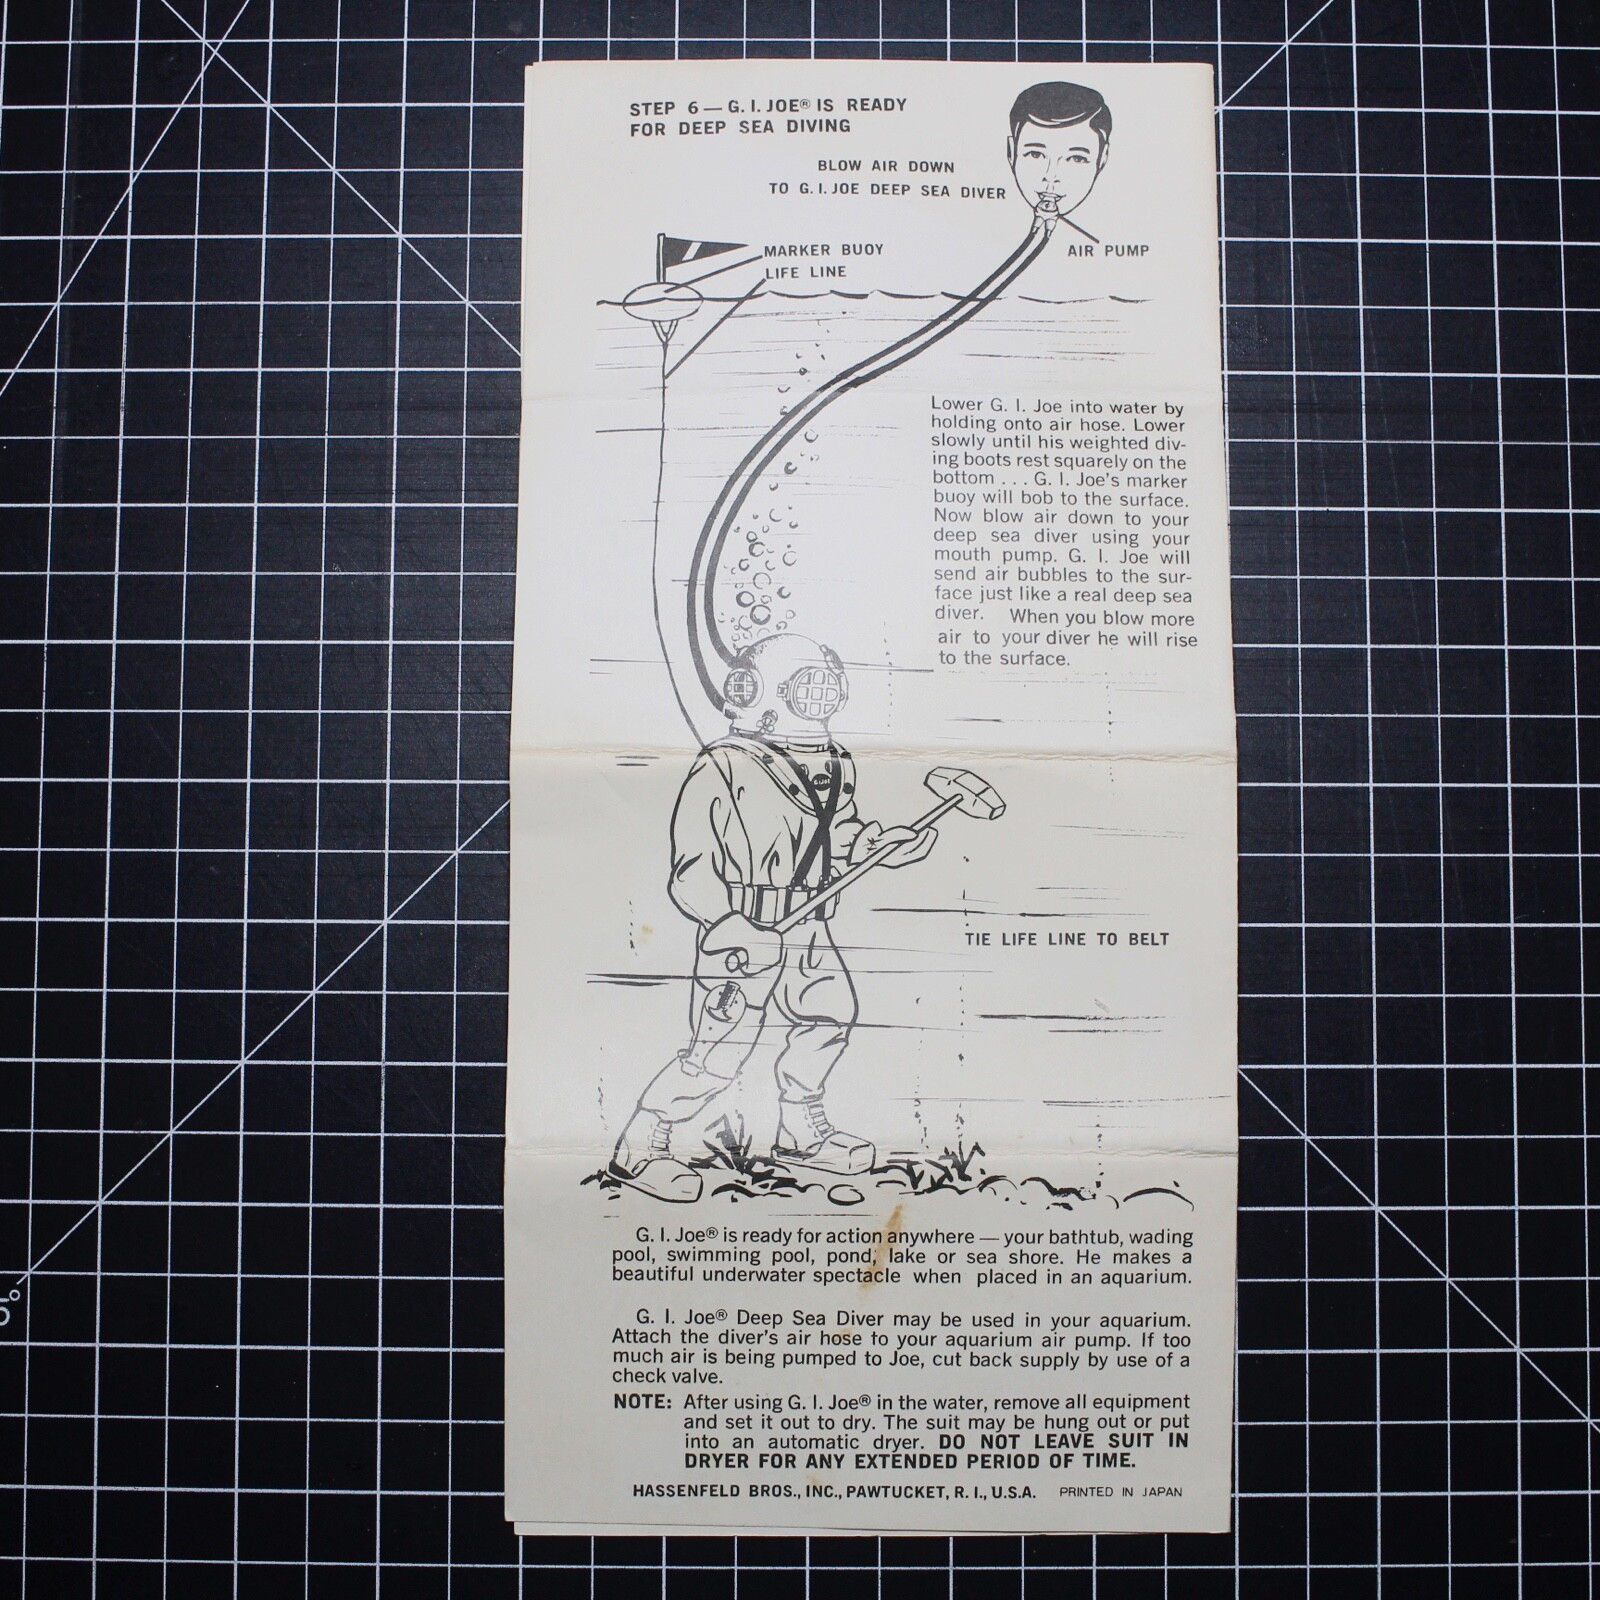 STEP 6 — G. I. JOE® IS READY
FOR DEEP SEA DIVING
BLOW AIR DOWN
TO G. I. JOE DEEP SEA DIVER
AIR PUMP
MARKER BUOY
LIFE LINE
Lower G. I. Joe into water by
holding onto air hose. Lower
slowly until his weighted div-
ing boots rest squarely on the
bottom . . . G. I. Joe's marker
buoy will bob to the surface.
Now blow air down to your
deep sea diver using your
mouth pump. G. I. Joe will
send air bubbles to the sur-
face just like a real deep sea
diver. When you blow more
air to your diver he will rise
to the surface.
G.I.JOE
TIE LIFE LINE TO BELT
G. I. Joe® is ready for action anywhere — your bathtub, wading
pool, swimming pool, pond, lake or sea shore. He makes a
beautiful underwater spectacle when placed in an aquarium.
G. I. Joe® Deep Sea Diver may be used in your aquarium.
Attach the diver's air hose to your aquarium air pump. If too
much air is being pumped to Joe, cut back supply by use of a
check valve.
NOTE: After using G. I. Joe® in the water, remove all equipment
and set it out to dry. The suit may be hung out or put
into an automatic dryer. DO NOT LEAVE SUIT IN
DRYER FOR ANY EXTENDED PERIOD OF TIME.
HASSENFELD BROS., INC., PAWTUCKET, R. I., U.S.A. PRINTED IN JAPAN